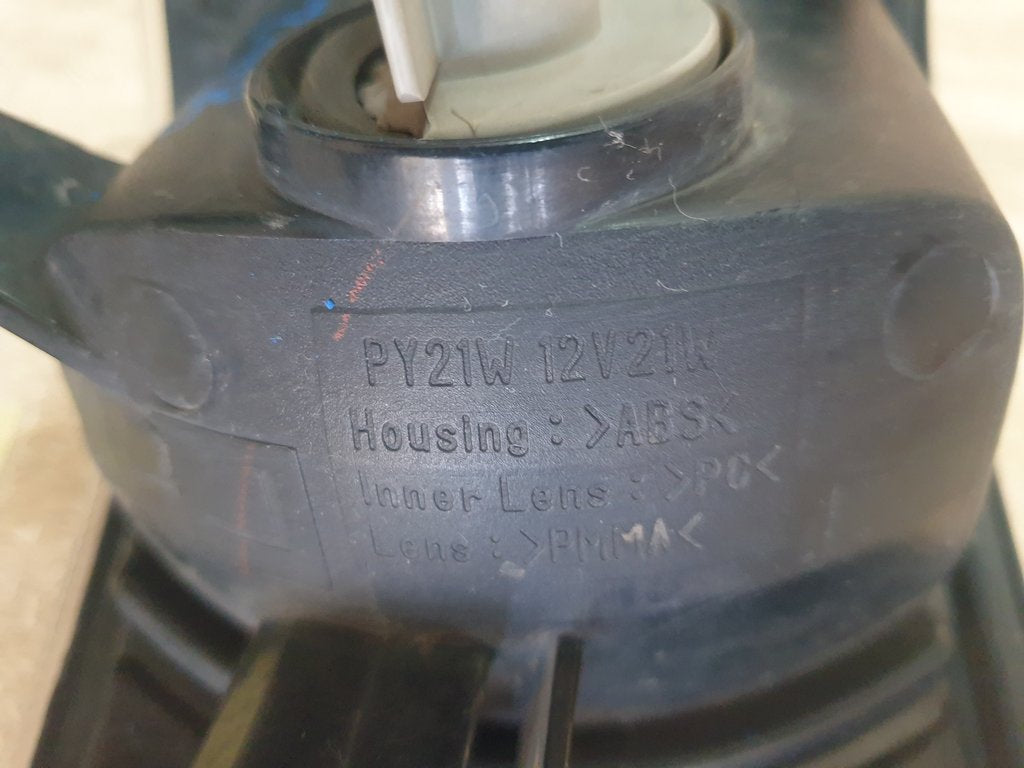 PY21W 12V21W
Housing : >ABS<
Inner Lens : >PC<
Lens : >PMMA<